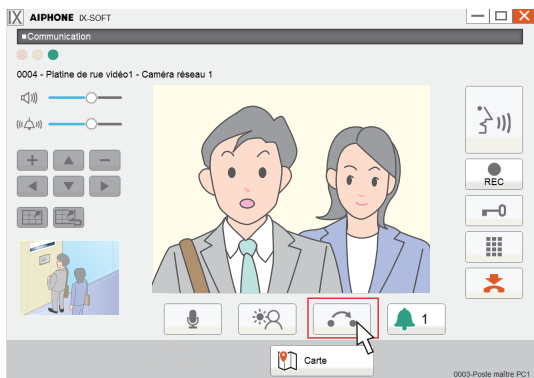 IX AIPHONE IX-SOFT
■Communication
0004 - Platine de rue vidéo1 - Caméra réseau 1
REC
1
Carte
0003-Poste maître PC1